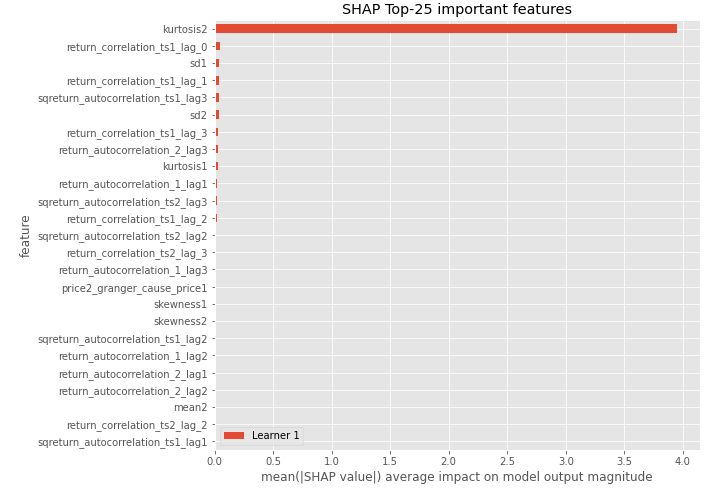 SHAP Top-25 important features
kurtosis2
return_correlation_ts1_lag_0
sd1
return_correlation_ts1_lag_1
sqreturn_autocorrelation_ts1_lag3
sd2
return_correlation_ts1_lag_3
return_autocorrelation_2_lag3
kurtosis1
return_autocorrelation_1_lag1
sqreturn_autocorrelation_ts2_lag3
return_correlation_ts1_lag_2
sqreturn_autocorrelation_ts2_lag2
return_correlation_ts2_lag_3
return_autocorrelation_1_lag3
price2_granger_cause_price1
skewness1
skewness2
sqreturn_autocorrelation_ts1_lag2
return_autocorrelation_1_lag2
return_autocorrelation_2_lag1
return_autocorrelation_2_lag2
mean2
return_correlation_ts2_lag_2
sqreturn_autocorrelation_ts1_lag1
feature
Learner 1
0.0 0.5 1.0 1.5 2.0 2.5 3.0 3.5 4.0
mean(|SHAP value|) average impact on model output magnitude